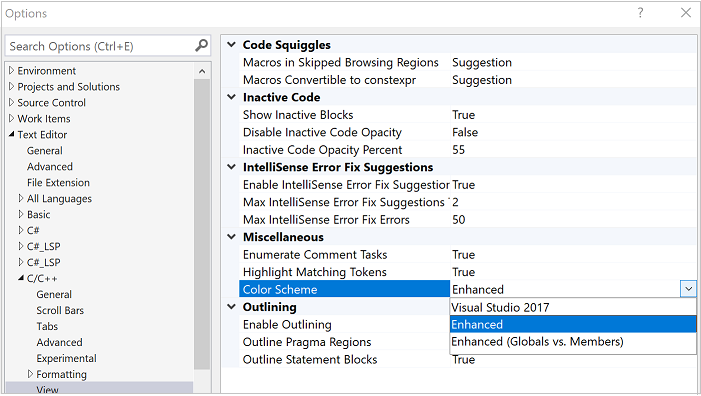 Options
?
Search Options (Ctrl+E)
Environment
Projects and Solutions
Source Control
Work Items
Text Editor
General
Advanced
File Extension
All Languages
Basic
C#
C#_LSP
C#_LSP
C/C++
General
Scroll Bars
Tabs
Advanced
Experimental
Formatting
View
Code Squiggles
Macros in Skipped Browsing Regions Suggestion
Macros Convertible to constexpr Suggestion
Inactive Code
Show Inactive Blocks True
Disable Inactive Code Opacity False
Inactive Code Opacity Percent 55
IntelliSense Error Fix Suggestions
Enable IntelliSense Error Fix Suggestion True
Max IntelliSense Error Fix Suggestions 2
Max IntelliSense Error Fix Errors 50
Miscellaneous
Enumerate Comment Tasks True
Highlight Matching Tokens True
Color Scheme Enhanced
Visual Studio 2017
Enhanced
Enhanced (Globals vs. Members)
Outlining
Enable Outlining
Outline Pragma Regions
Outline Statement Blocks True